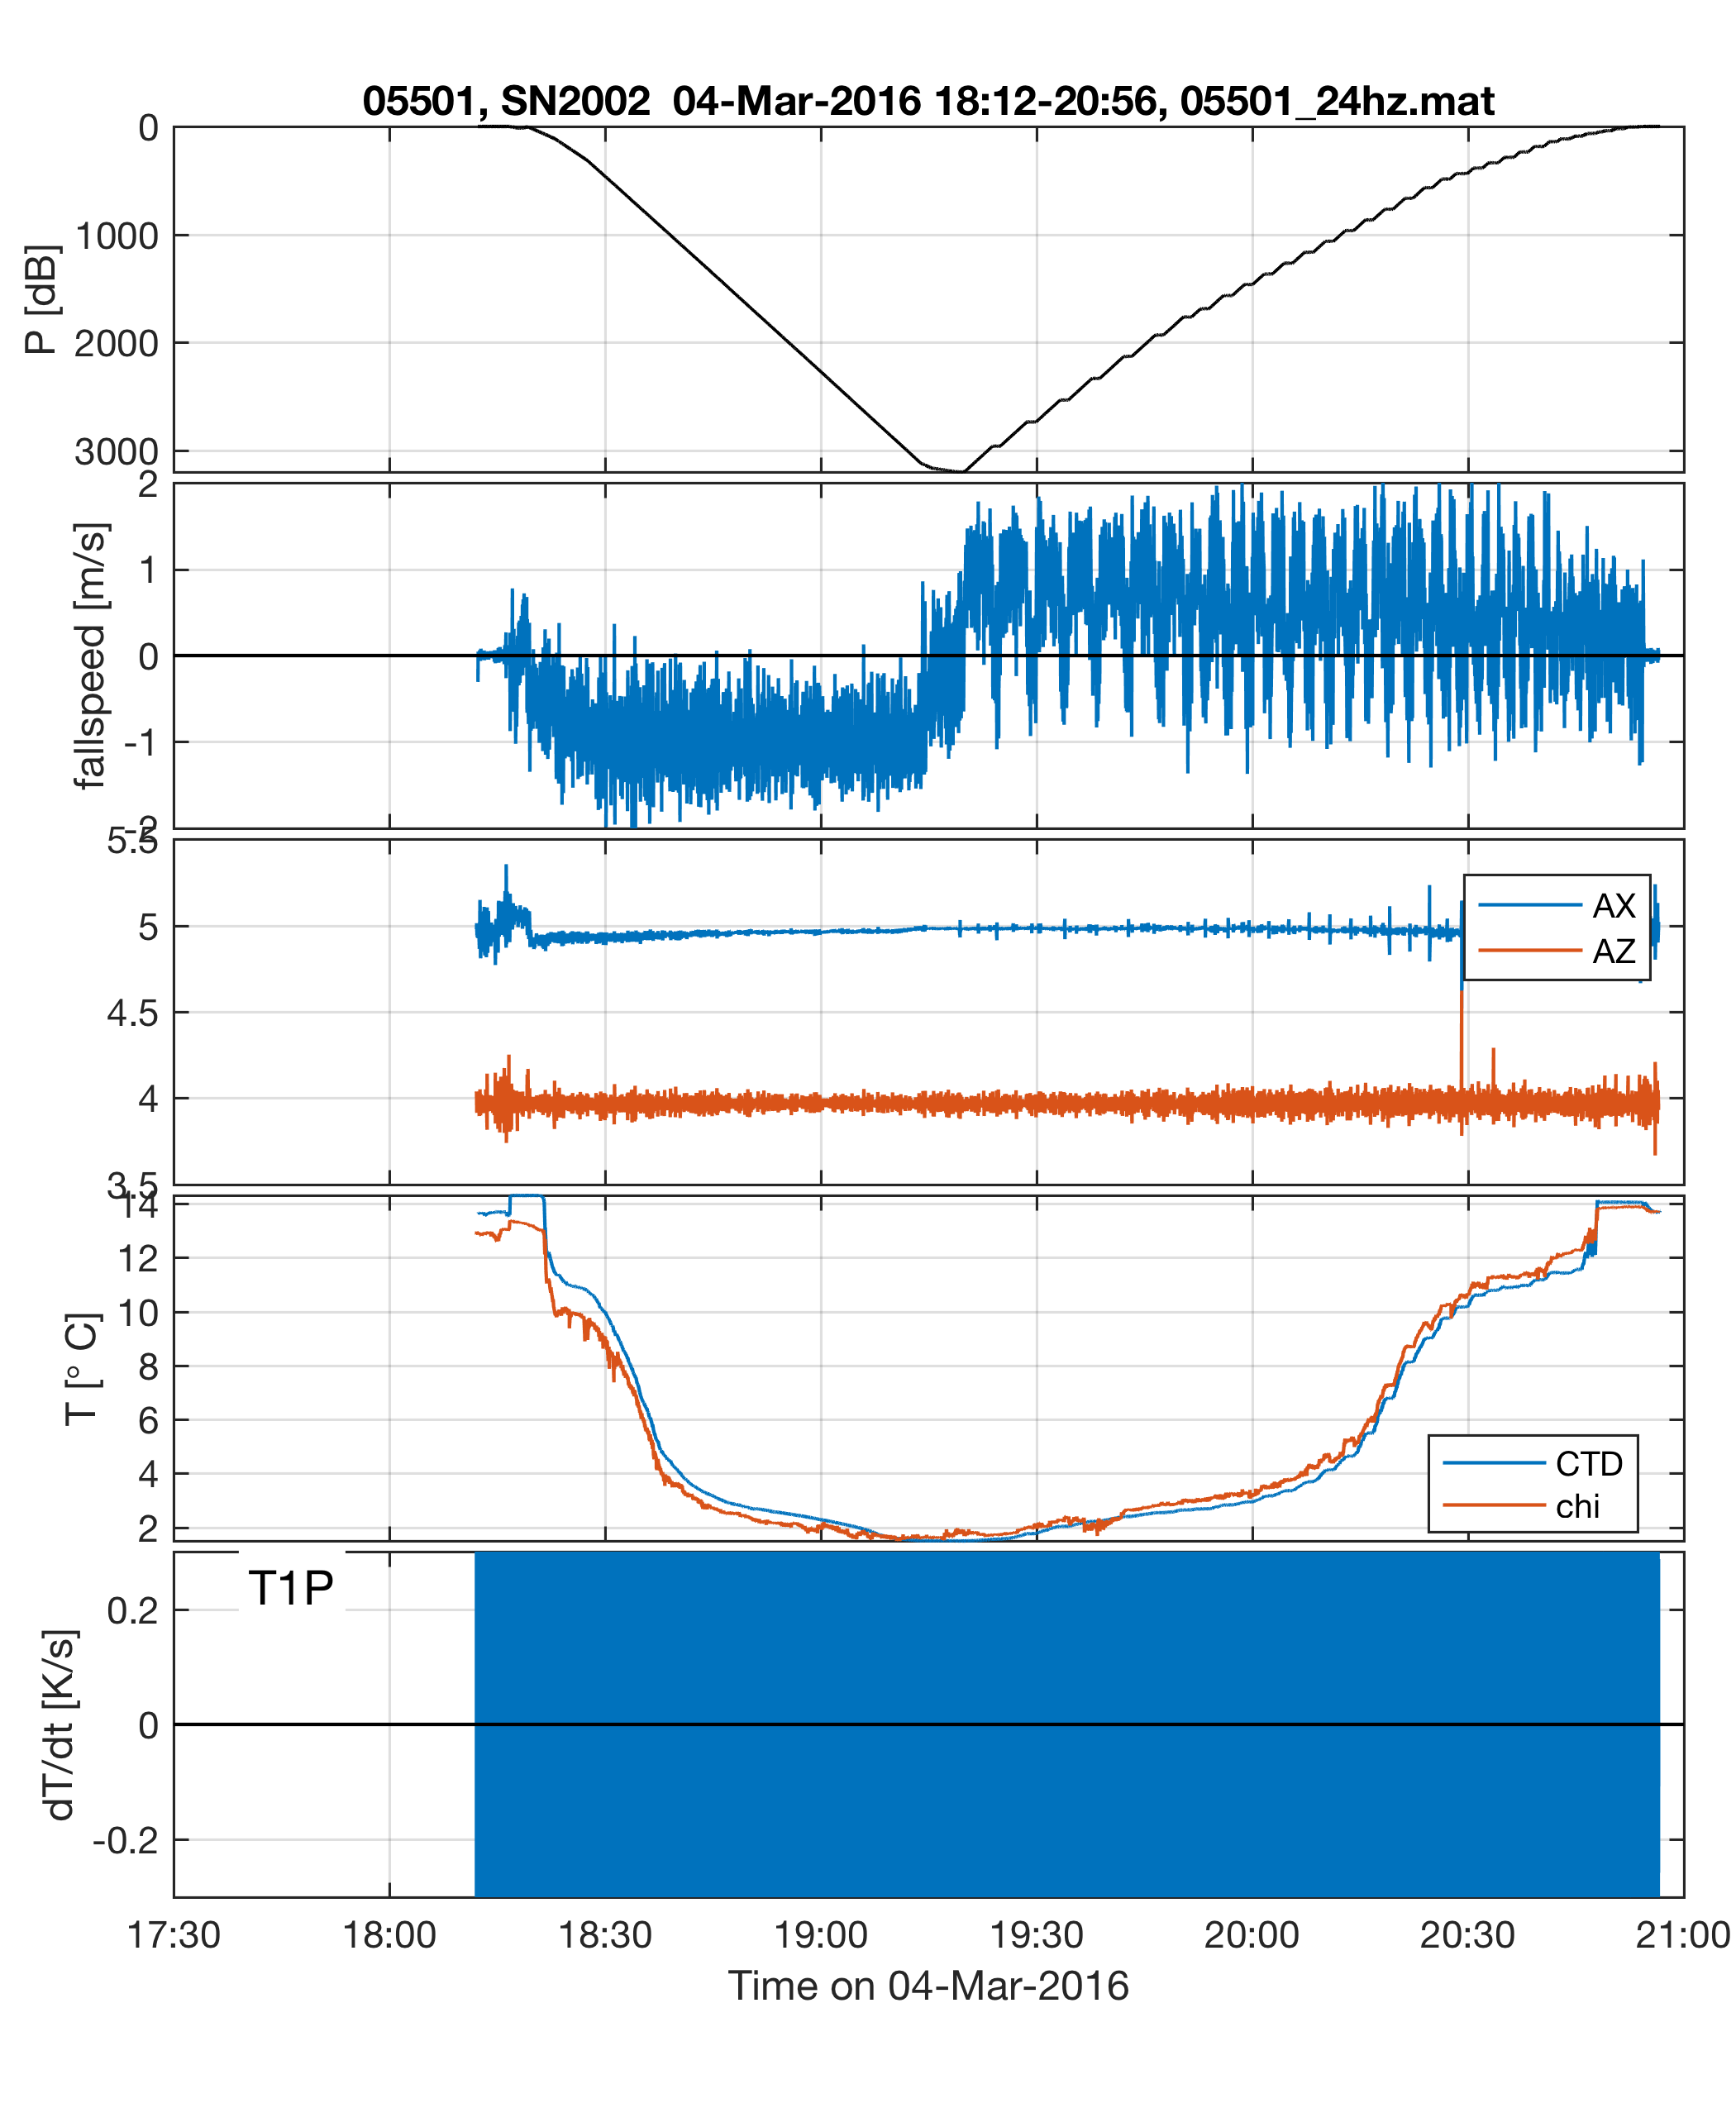 05501, SN2002  04-Mar-2016 18:12-20:56, 05501_24hz.mat
0
1000
2000
3000
P [dB]
2
1
0
-1
-2
fallspeed [m/s]
5.5
5
4.5
4
3.5
AX
AZ
14
12
10
8
6
4
2
T [° C]
CTD
chi
T1P
0.2
0
-0.2
dT/dt [K/s]
17:30 18:00 18:30 19:00 19:30 20:00 20:30 21:00
Time on 04-Mar-2016